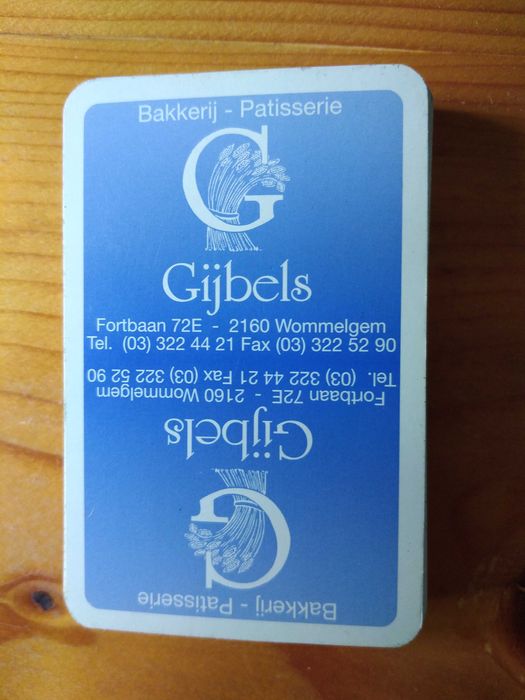 Bakkerij - Patisserie
G
Gijbels
Fortbaan 72E - 2160 Wommelgem
Tel. (03) 322 44 21 Fax (03) 322 52 90
Tel. (03) 322 44 21 Fax (03) 322 52 90
Fortbaan 72E - 2160 Wommelgem
Gijbels
G
Bakkerij - Patisserie